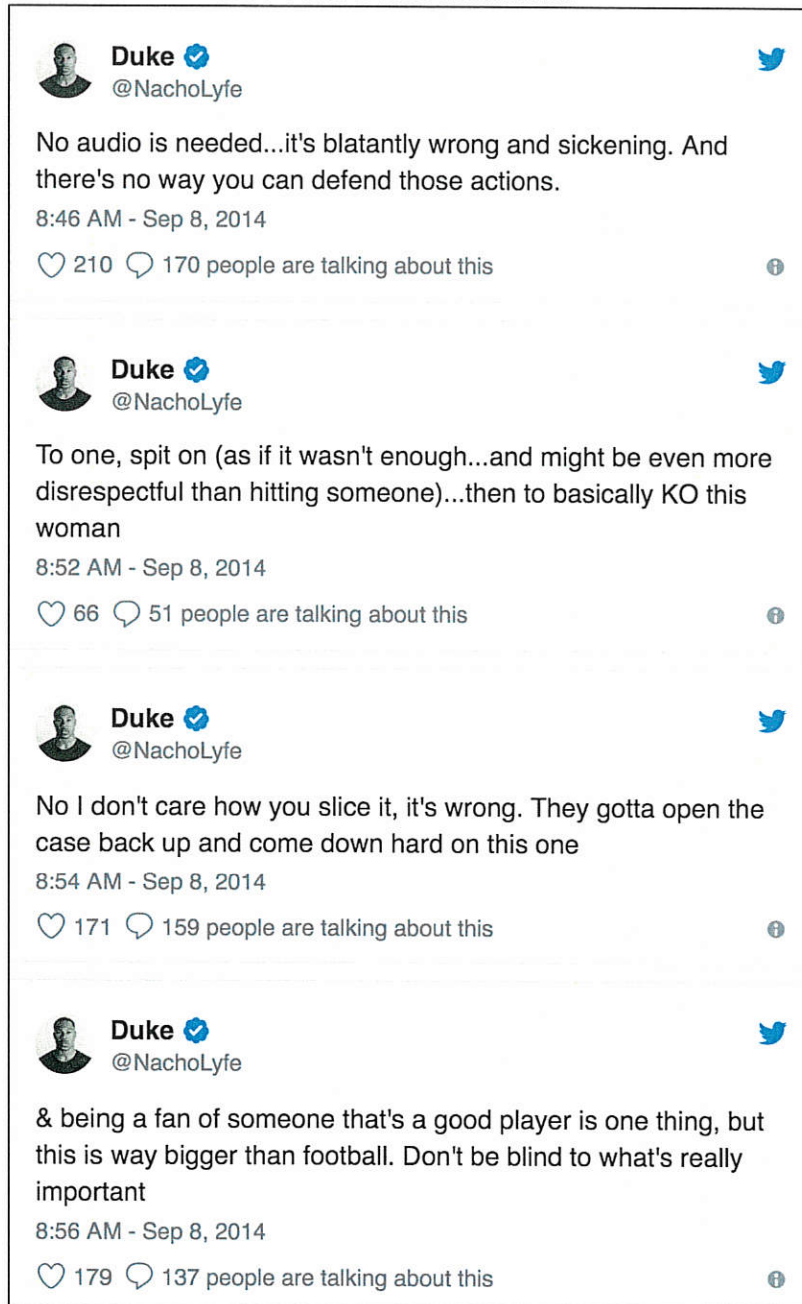 Duke
@NachoLyfe
No audio is needed...it's blatantly wrong and sickening. And
there's no way you can defend those actions.
8:46 AM - Sep 8, 2014
210 170 people are talking about this
Duke
@NachoLyfe
To one, spit on (as if it wasn't enough...and might be even more
disrespectful than hitting someone)...then to basically KO this
woman
8:52 AM - Sep 8, 2014
66 51 people are talking about this
Duke
@NachoLyfe
No I don't care how you slice it, it's wrong. They gotta open the
case back up and come down hard on this one
8:54 AM - Sep 8, 2014
171 159 people are talking about this
Duke
@NachoLyfe
& being a fan of someone that's a good player is one thing, but
this is way bigger than football. Don't be blind to what's really
important
8:56 AM - Sep 8, 2014
179 137 people are talking about this